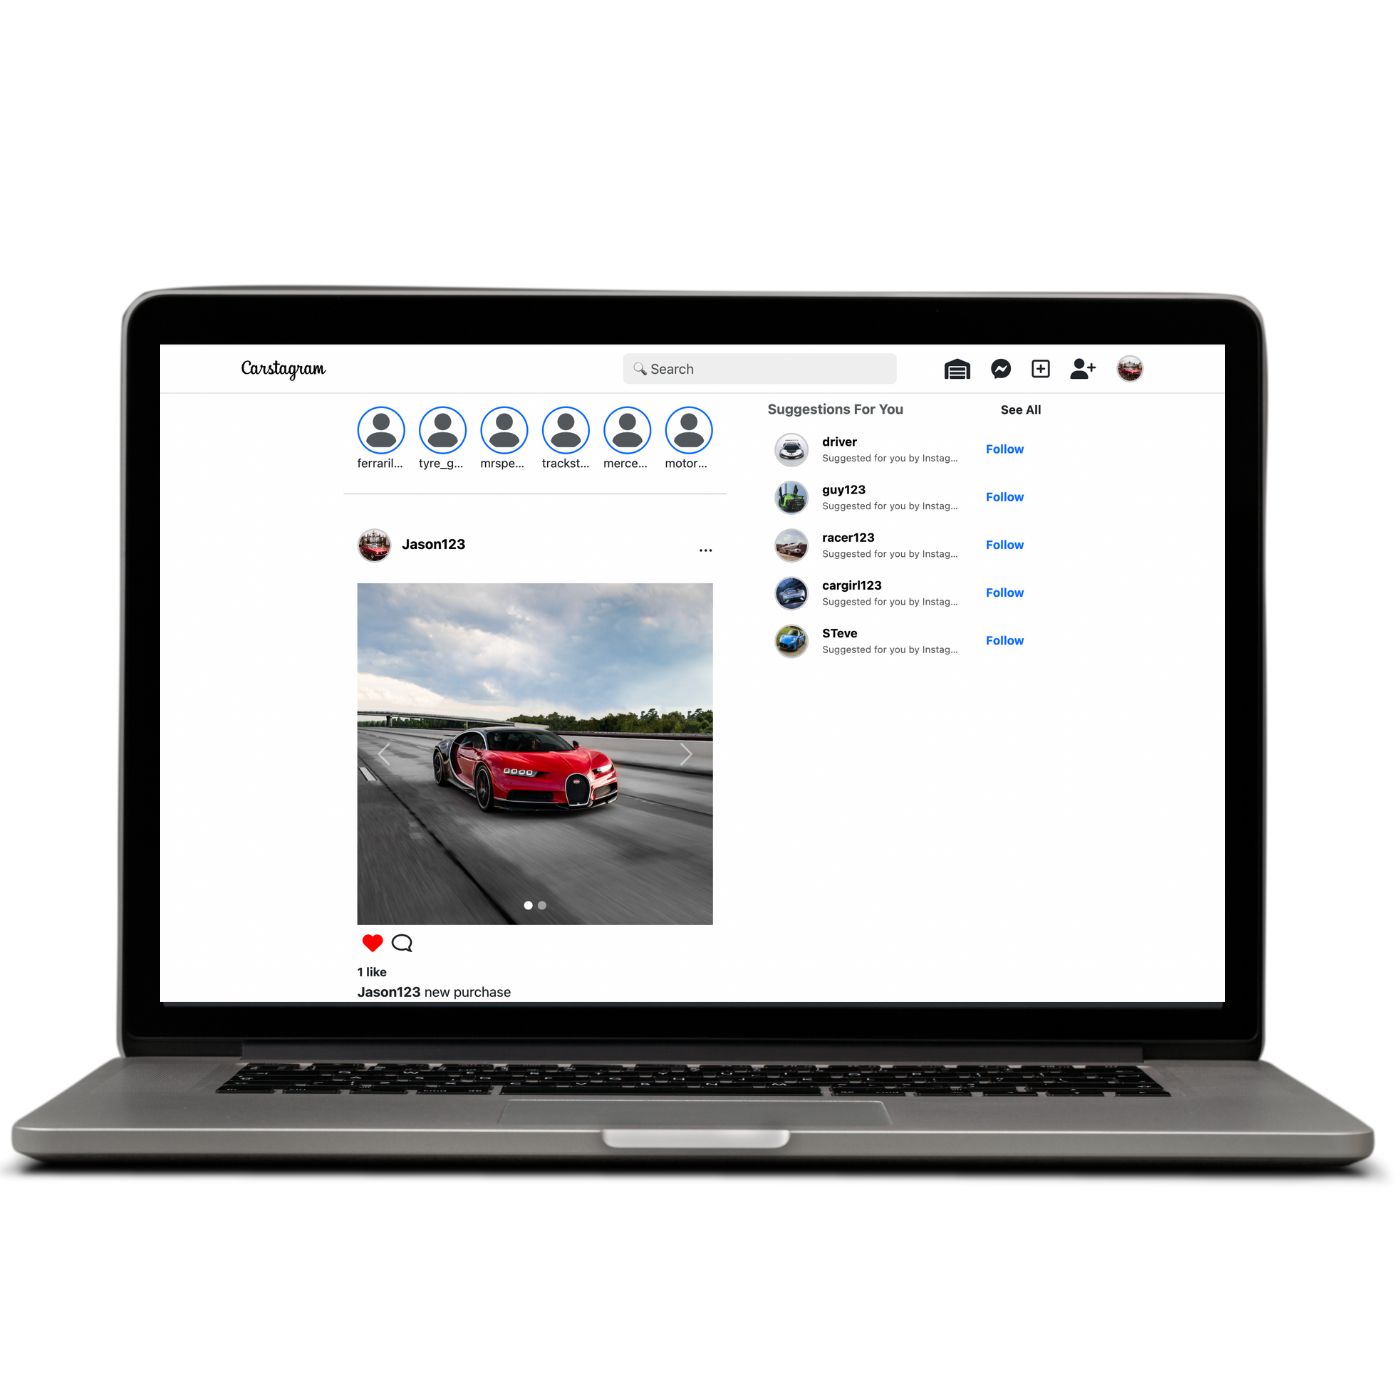 Carstagram
Search
ferraril...
tyre_g...
mrspe...
trackst...
merce...
motor...
Suggestions For You
See All
driver
Suggested for you by Instag...
Follow
guy123
Suggested for you by Instag...
Follow
racer123
Suggested for you by Instag...
Follow
cargirl123
Suggested for you by Instag...
Follow
STeve
Suggested for you by Instag...
Follow
Jason123
...
1 like
Jason123 new purchase